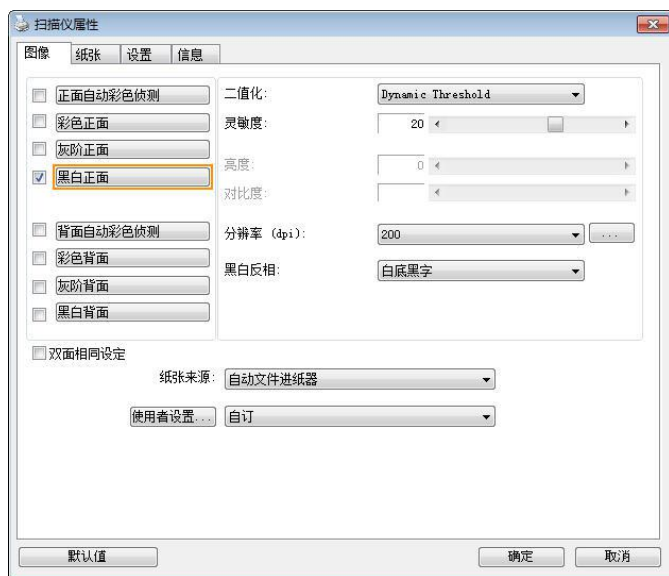 扫描仪属性
图像 纸张 设置 信息
正面自动彩色侦测
彩色正面
灰阶正面
黑白正面
背面自动彩色侦测
彩色背面
灰阶背面
黑白背面
二值化: Dynamic Threshold
灵敏度: 20
亮度: 0
对比度:
分辨率 (dpi): 200 ...
黑白反相: 白底黑字
双面相同设定
纸张来源: 自动文件进纸器
使用者设置... 自订
默认值 确定 取消